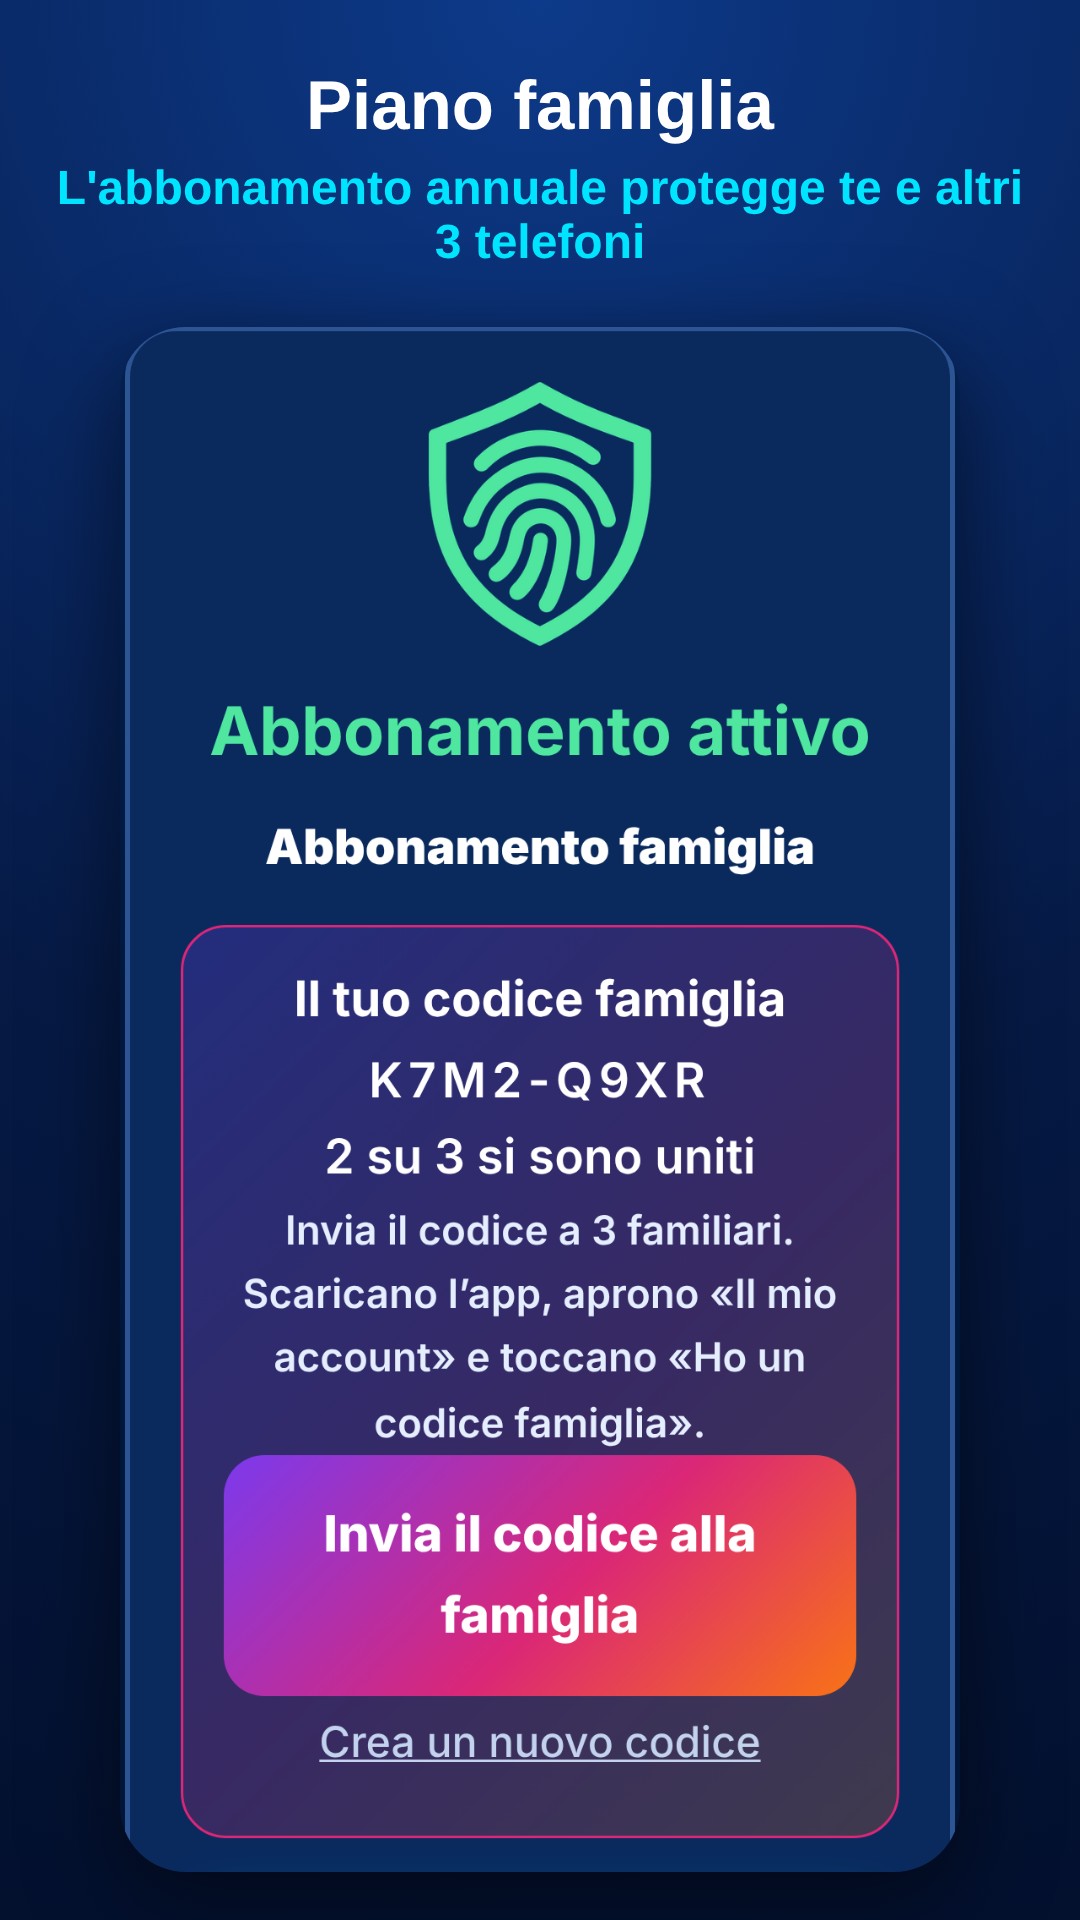 Piano famiglia
L'abbonamento annuale protegge te e altri
3 telefoni
Abbonamento attivo
Abbonamento famiglia
Il tuo codice famiglia
K7M2-Q9XR
2 su 3 si sono uniti
Invia il codice a 3 familiari.
Scaricano l’app, aprono «Il mio
account» e toccano «Ho un
codice famiglia».
Invia il codice alla
famiglia
Crea un nuovo codice